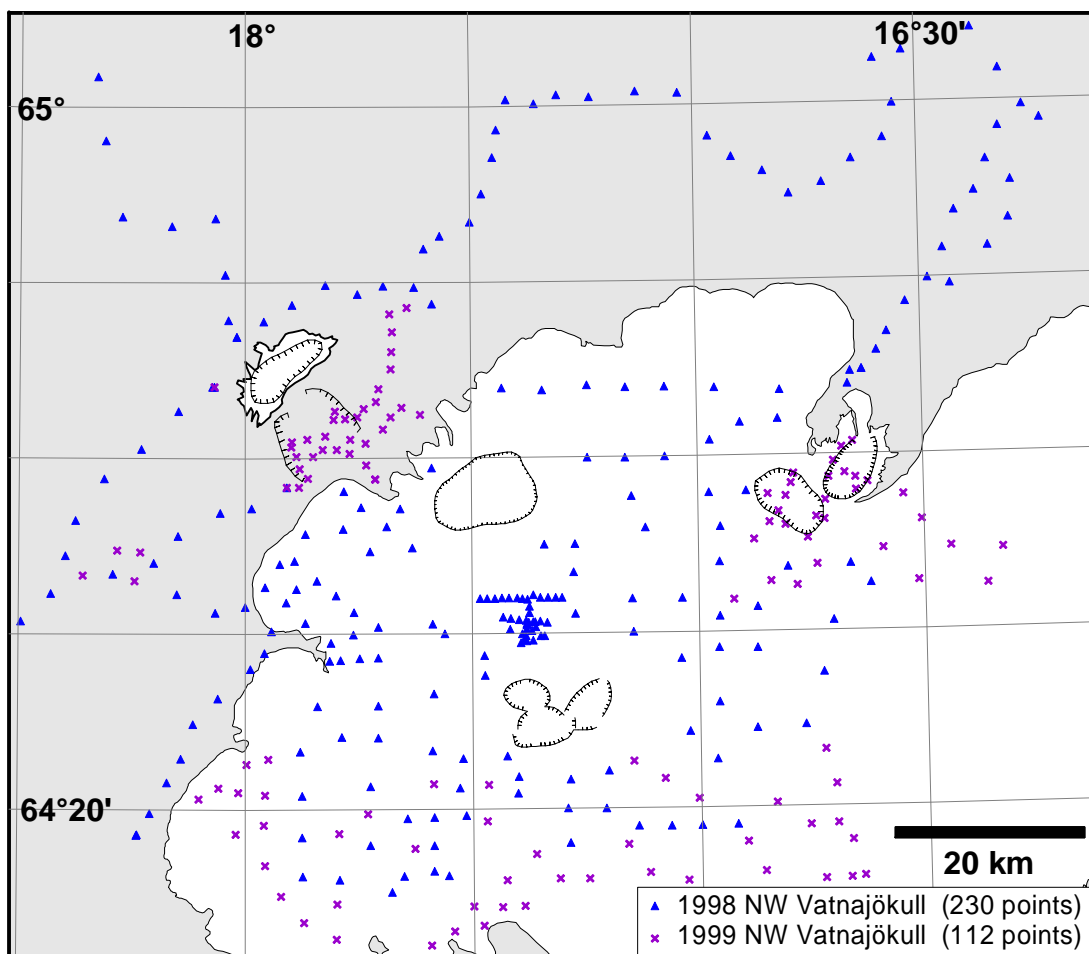 18°
16°30'
65°
64°20'
20 km
1998 NW Vatnajökull (230 points)
1999 NW Vatnajökull (112 points)